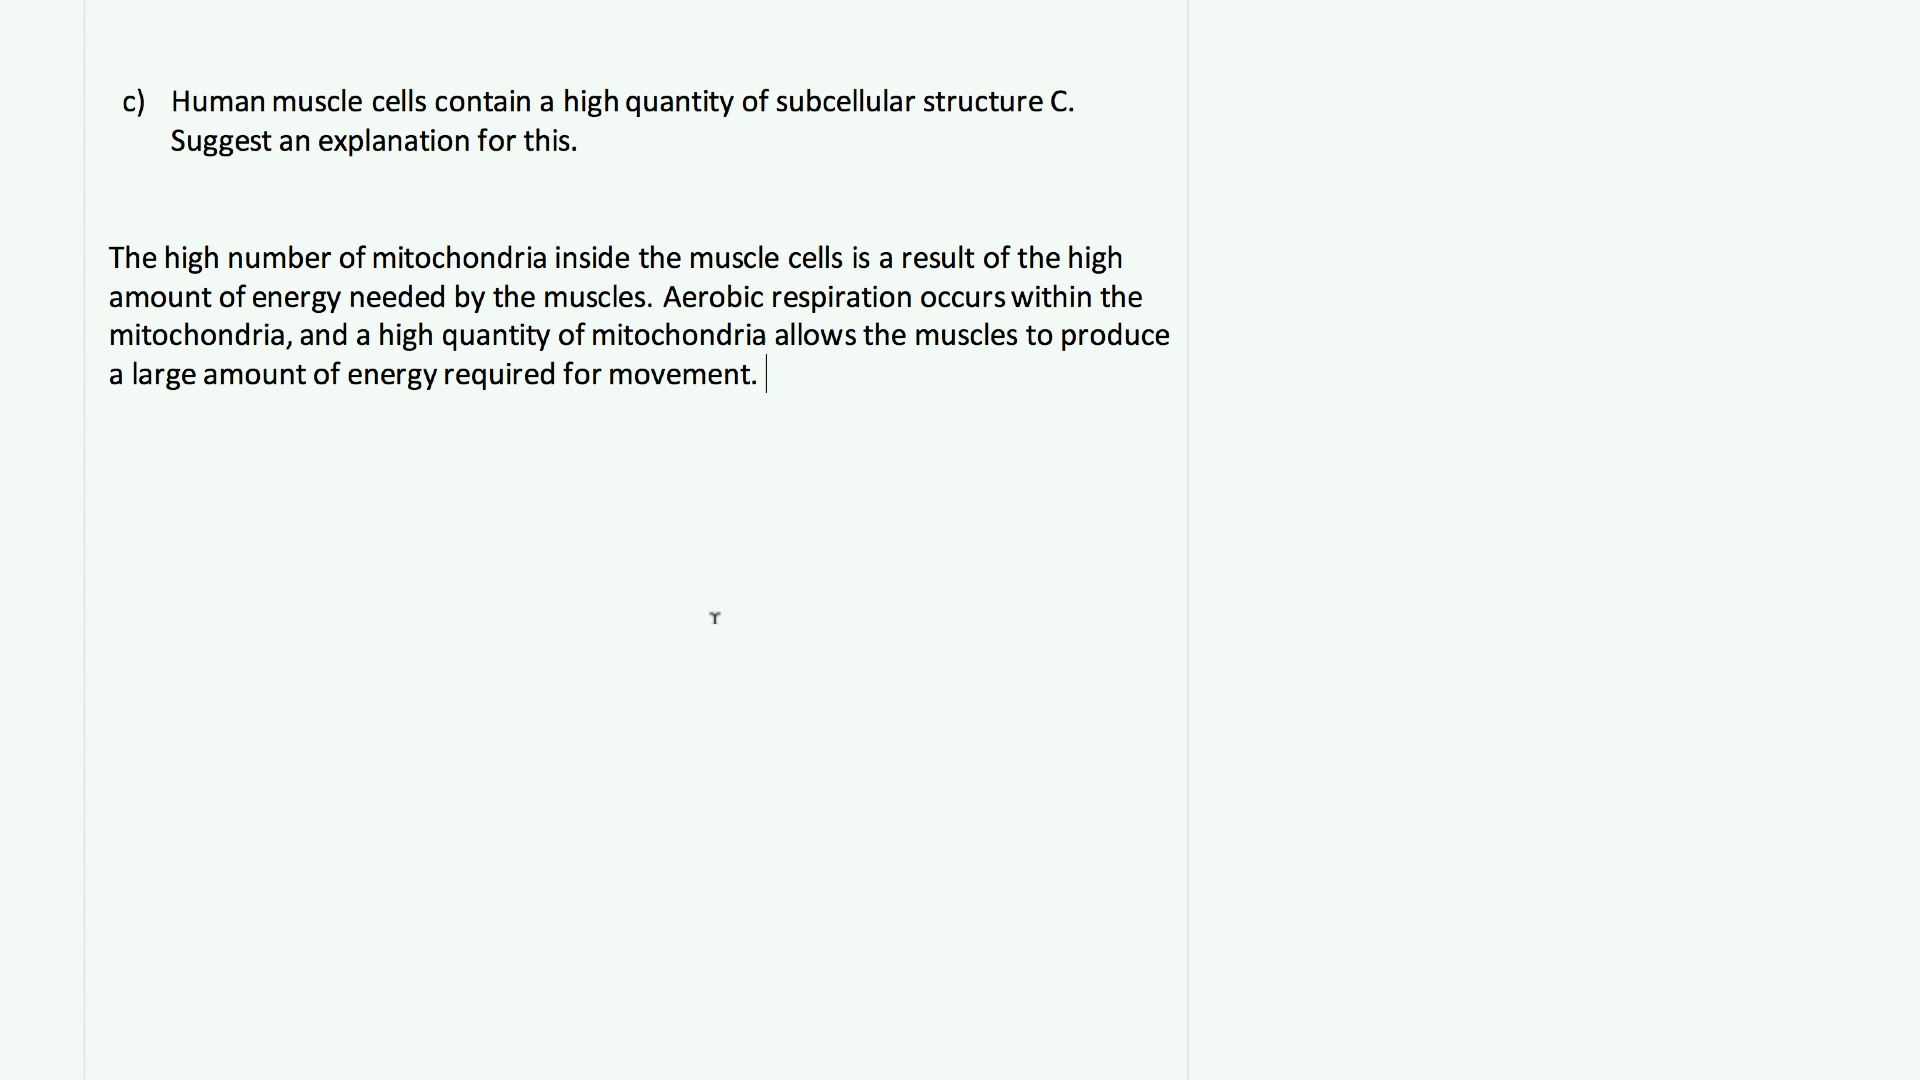 c) Human muscle cells contain a high quantity of subcellular structure C.
Suggest an explanation for this.
The high number of mitochondria inside the muscle cells is a result of the high
amount of energy needed by the muscles. Aerobic respiration occurs within the
mitochondria, and a high quantity of mitochondria allows the muscles to produce
a large amount of energy required for movement.